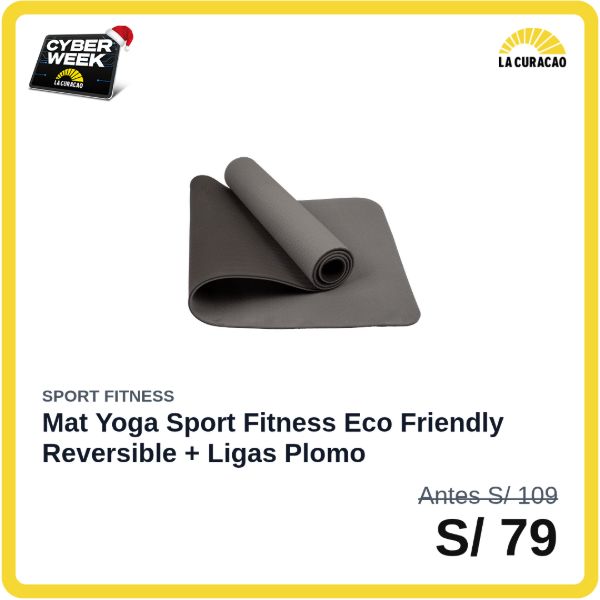 CYBER
WEEK
LA CURACAO
LA CURACAO
SPORT FITNESS
Mat Yoga Sport Fitness Eco Friendly
Reversible + Ligas Plomo
Antes S/ 109
S/ 79